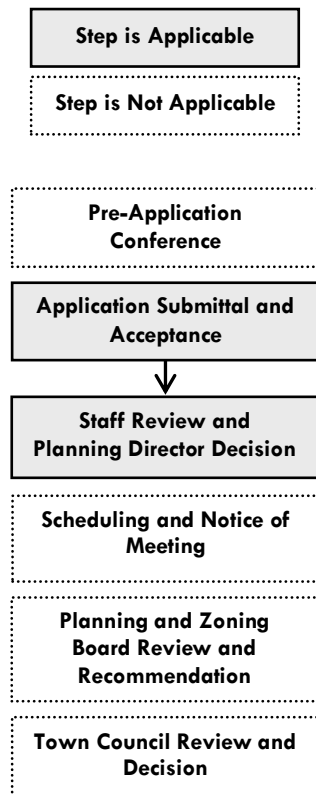 Step is Applicable
Step is Not Applicable
Pre-Application
Conference
Application Submittal and
Acceptance
Staff Review and
Planning Director Decision
Scheduling and Notice of
Meeting
Planning and Zoning
Board Review and
Recommendation
Town Council Review and
Decision